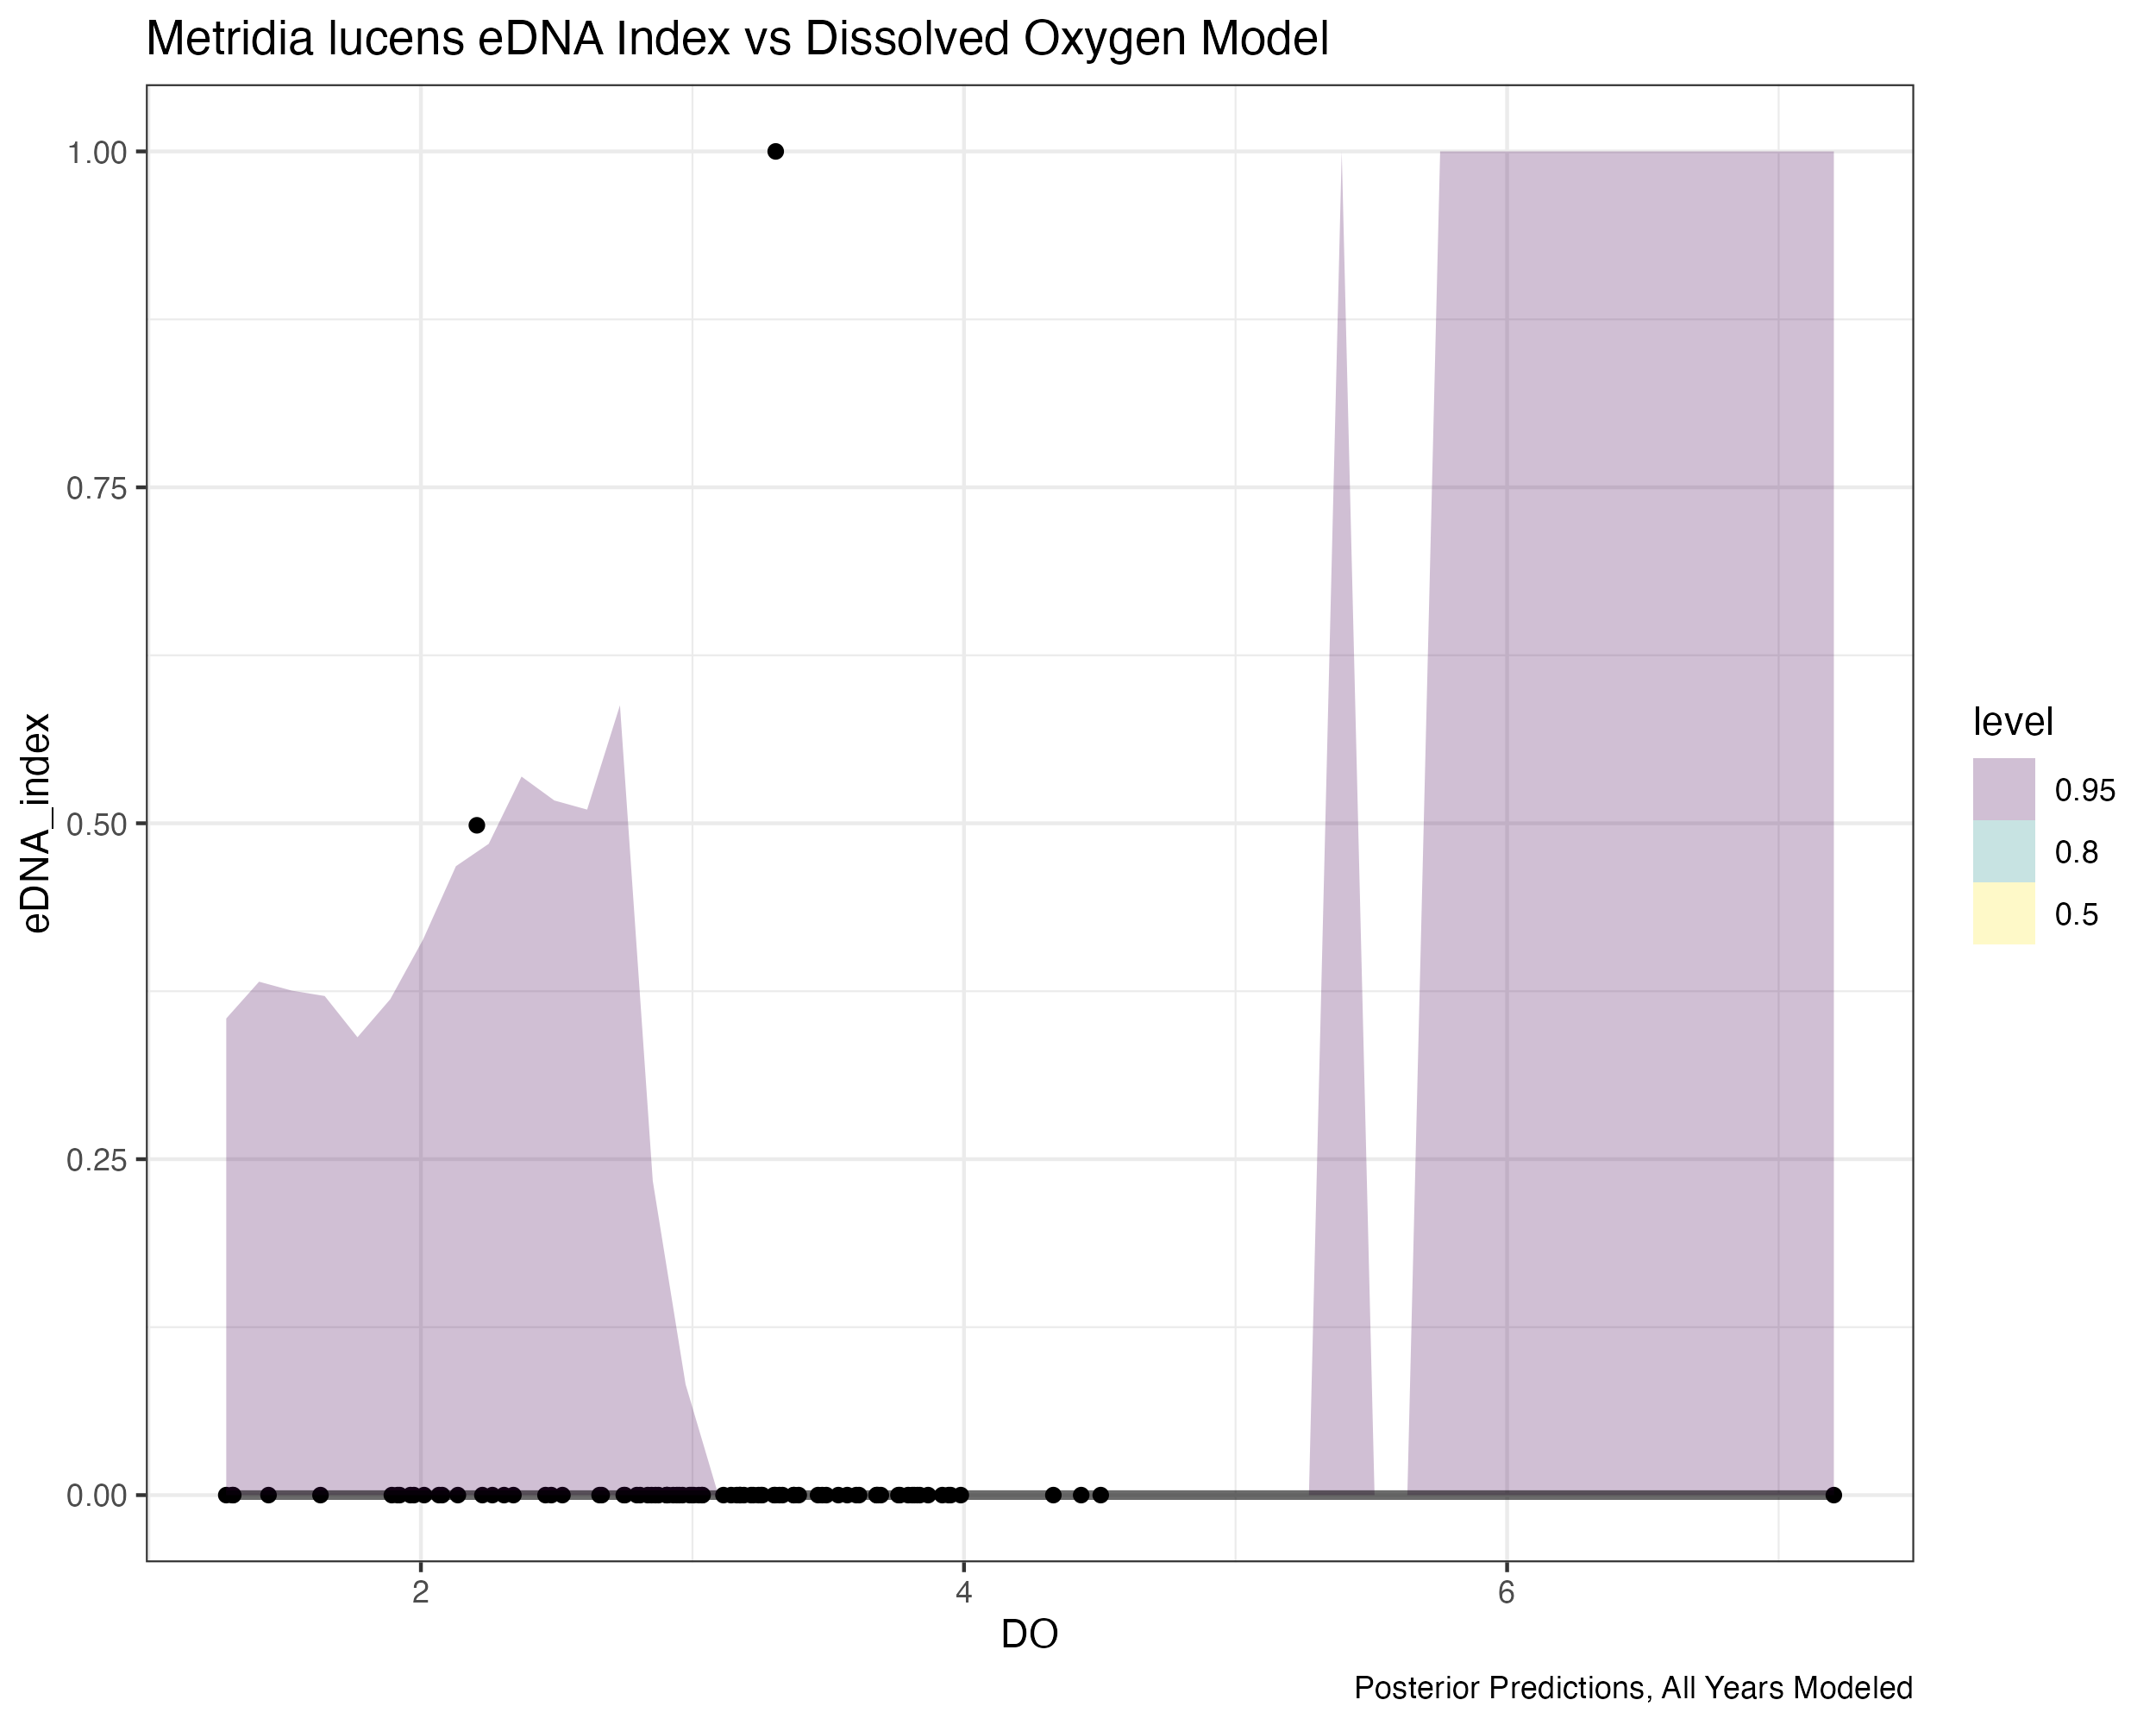 Metridia lucens eDNA Index vs Dissolved Oxygen Model
1.00
0.75
0.50
0.25
0.00
eDNA_index
2
4
6
DO
level
0.95
0.8
0.5
Posterior Predictions, All Years Modeled